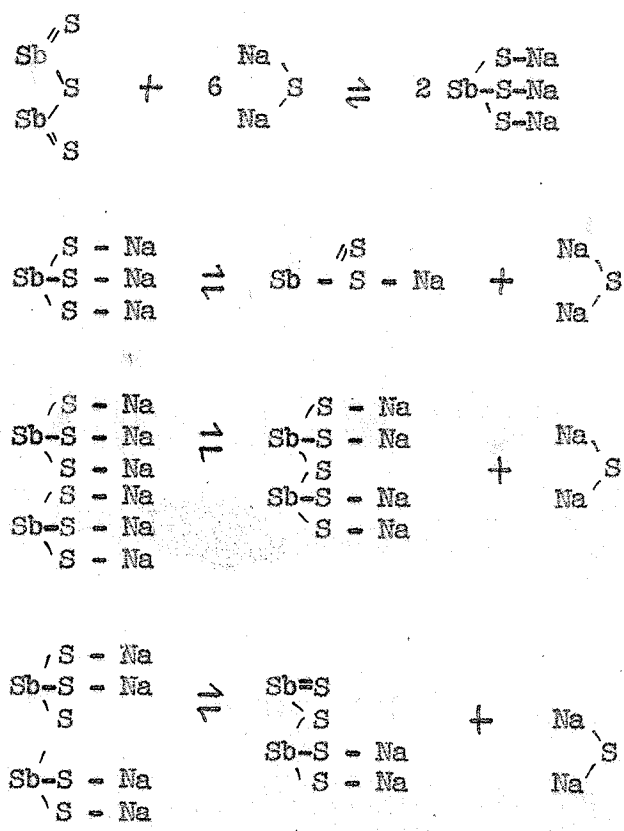 S
Sb Na S-Na
S + 6 S ⇌ 2 Sb-S-Na
Sb Na S-Na
S
S - Na S Na
Sb-S - Na ⇌ Sb - S - Na + S
S - Na Na
S - Na S - Na
Sb-S - Na ⇌ Sb-S - Na Na
S - Na S + S
S - Na Sb-S - Na Na
Sb=S - Na S - Na
S - Na
S - Na
Sb-S - Na ⇌ Sb=S
S S + Na
Sb-S - Na S
Sb-S - Na S - Na Na
S - Na